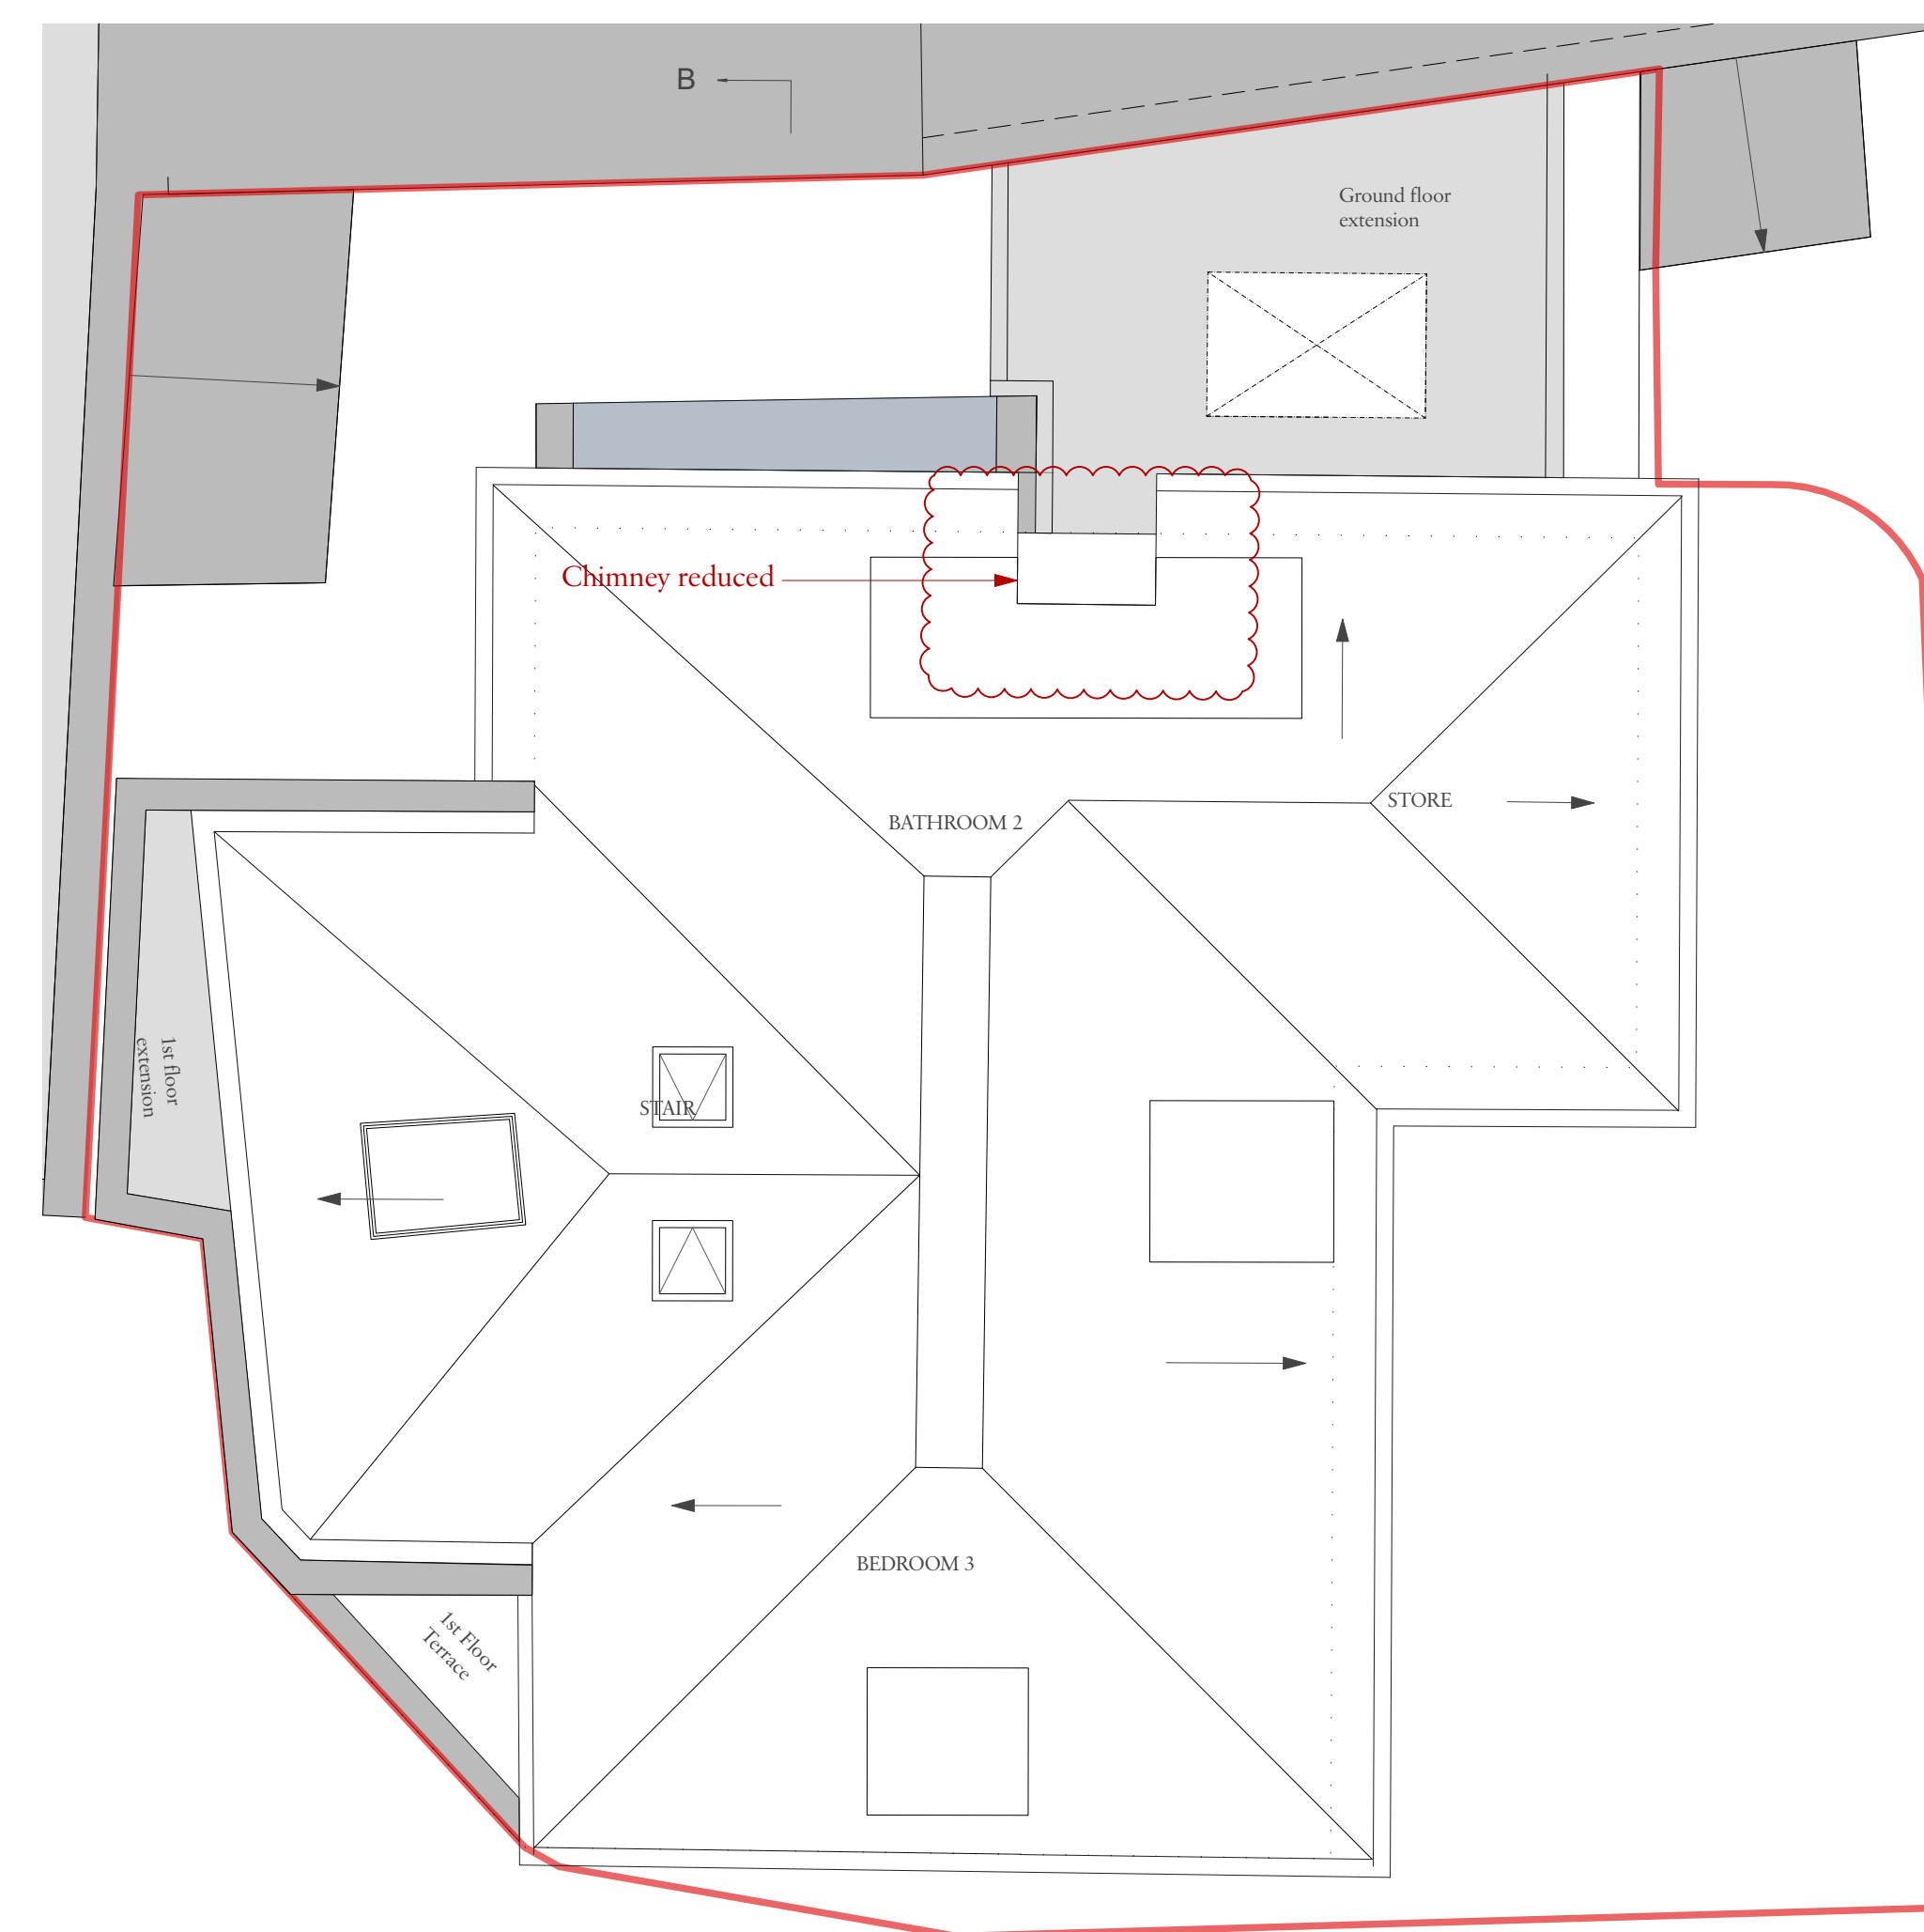 B
Ground floor
extension
Chimney reduced
STORE
BATHROOM 2
1st floor
extension
STAIR
BEDROOM 3
1st Floor
Terrace